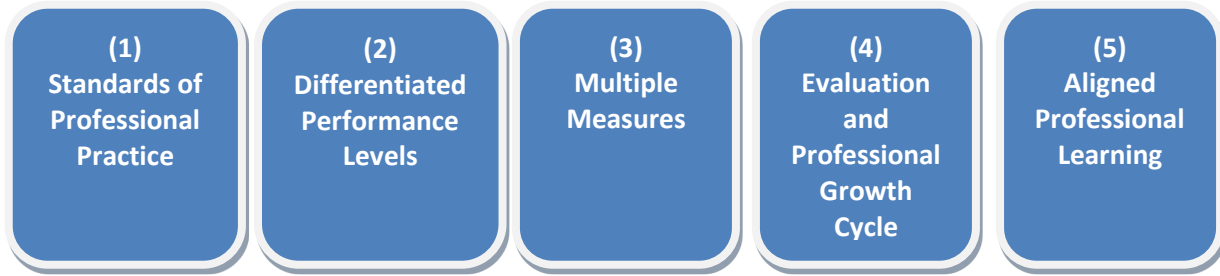 (1)
Standards of
Professional
Practice
(2)
Differentiated
Performance
Levels
(3)
Multiple
Measures
(4)
Evaluation
and
Professional
Growth
Cycle
(5)
Aligned
Professional
Learning